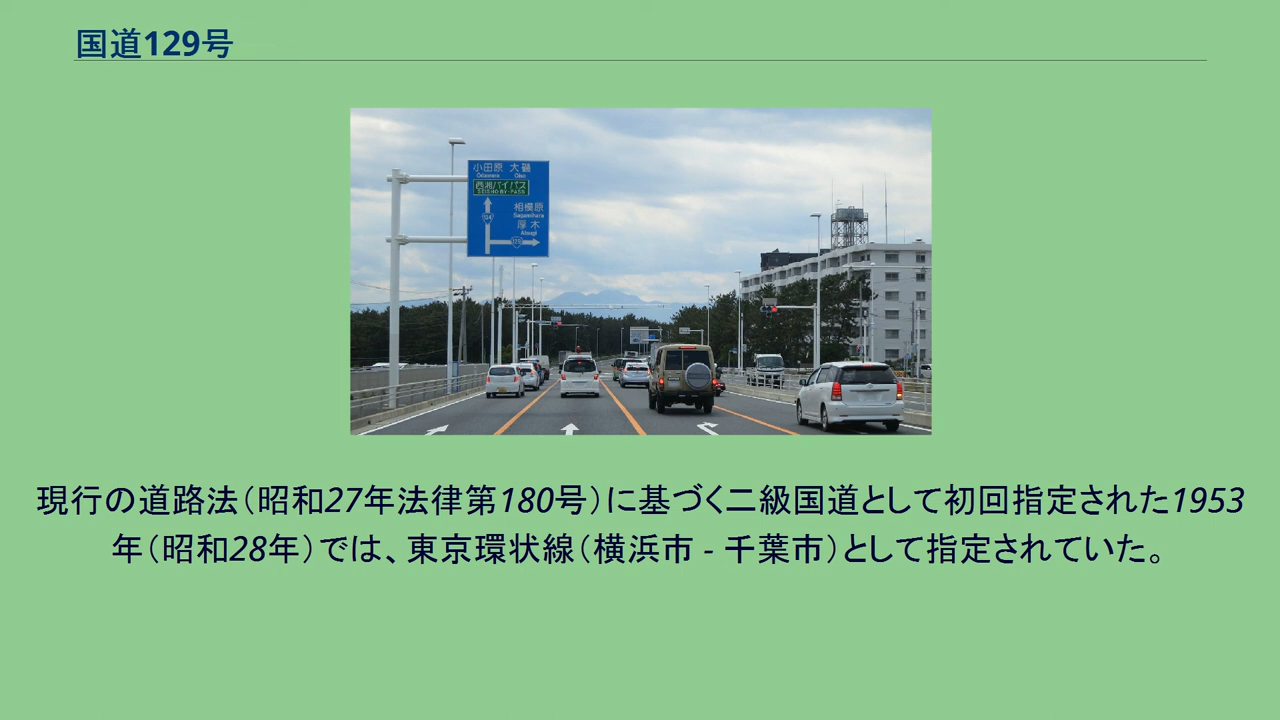 国道129号
小田原 大磯
Odawara Oiso
西湘バイパス
SEISHO BY-PASS
相模原
Sagamihara
厚木
Atsugi
134
129
現行の道路法（昭和27年法律第180号）に基づく二級国道として初回指定された1953
年（昭和28年）では、東京環状線（横浜市 - 千葉市）として指定されていた。